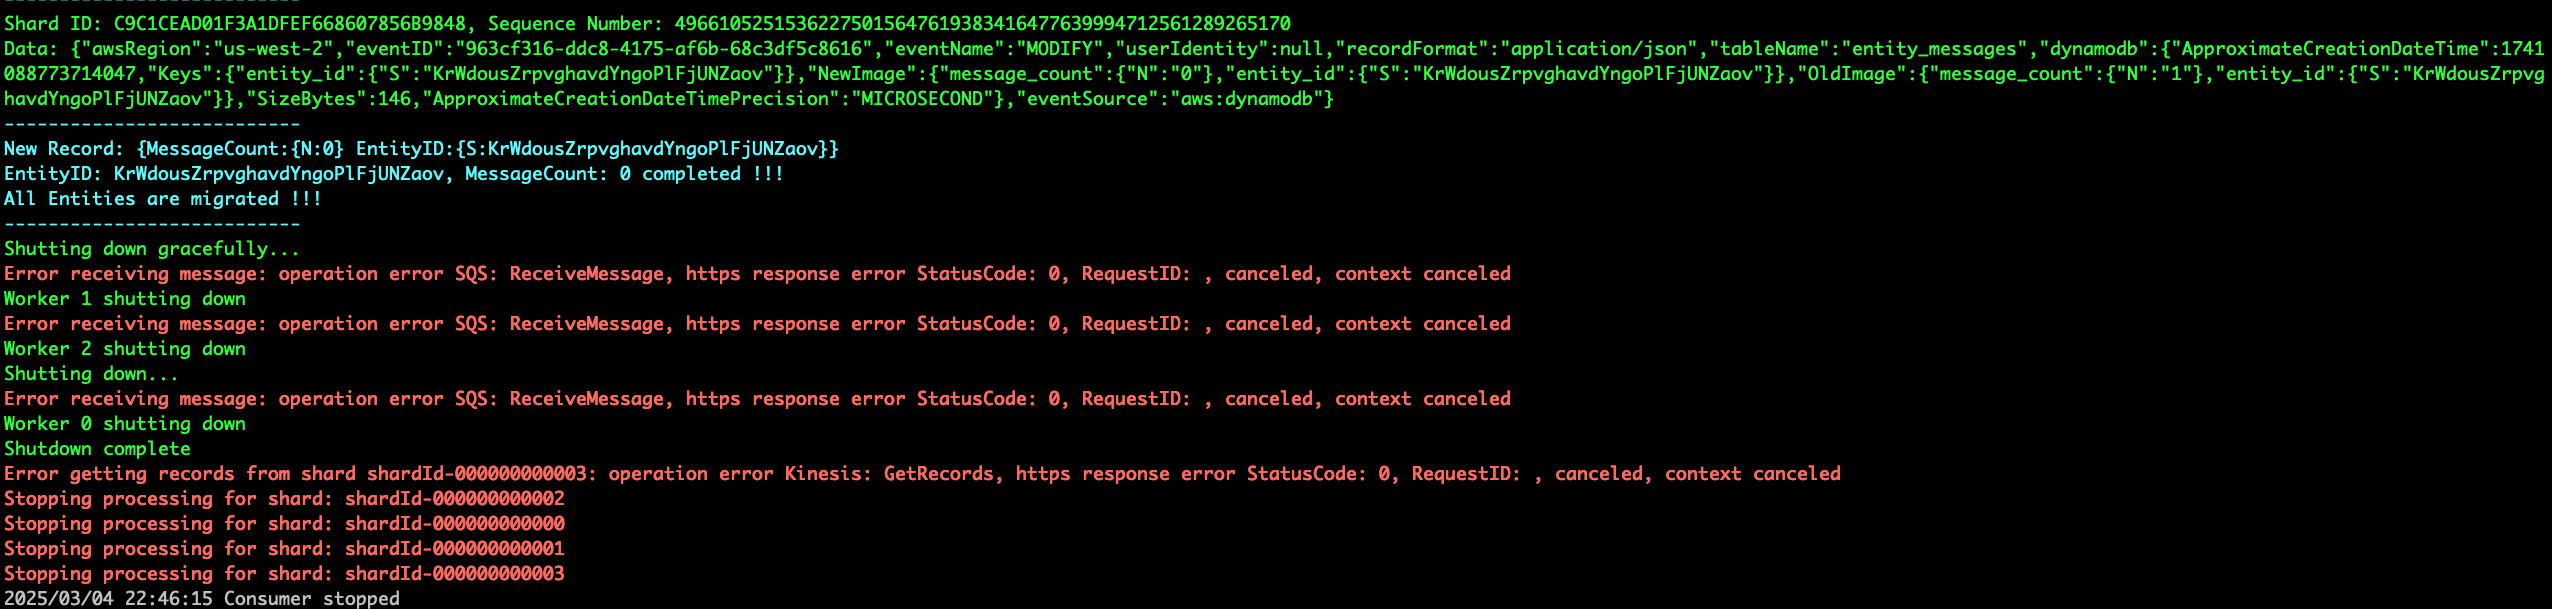 ---------------------------
Shard ID: C9C1CEAD01F3A1DFEF668607856B9848, Sequence Number: 49661052515362275015647619383416477639994712561289265170
Data: {"awsRegion":"us-west-2","eventID":"963cf316-ddc8-4175-af6b-68c3df5c8616","eventName":"MODIFY","userIdentity":null,"recordFormat":"application/json","tableName":"entity_messages","dynamodb":{"ApproximateCreationDateTime":1741
088773714047,"Keys":{"entity_id":{"S":"KrWdousZrpvghavdYngoPlFjUNZaov"}},"NewImage":{"message_count":{"N":"0"},"entity_id":{"S":"KrWdousZrpvghavdYngoPlFjUNZaov"}},"OldImage":{"message_count":{"N":"1"},"entity_id":{"S":"KrWdousZrpvg
havdYngoPlFjUNZaov"}},"SizeBytes":146,"ApproximateCreationDateTimePrecision":"MICROSECOND"},"eventSource":"aws:dynamodb"}
---------------------------
New Record: {MessageCount:{N:0} EntityID:{S:KrWdousZrpvghavdYngoPlFjUNZaov}}
EntityID: KrWdousZrpvghavdYngoPlFjUNZaov, MessageCount: 0 completed !!!
All Entities are migrated !!!
---------------------------
Shutting down gracefully...
Error receiving message: operation error SQS: ReceiveMessage, https response error StatusCode: 0, RequestID: , canceled, context canceled
Worker 1 shutting down
Error receiving message: operation error SQS: ReceiveMessage, https response error StatusCode: 0, RequestID: , canceled, context canceled
Worker 2 shutting down
Shutting down...
Error receiving message: operation error SQS: ReceiveMessage, https response error StatusCode: 0, RequestID: , canceled, context canceled
Worker 0 shutting down
Shutdown complete
Error getting records from shard shardId-000000000003: operation error Kinesis: GetRecords, https response error StatusCode: 0, RequestID: , canceled, context canceled
Stopping processing for shard: shardId-000000000002
Stopping processing for shard: shardId-000000000000
Stopping processing for shard: shardId-000000000001
Stopping processing for shard: shardId-000000000003
2025/03/04 22:46:15 Consumer stopped